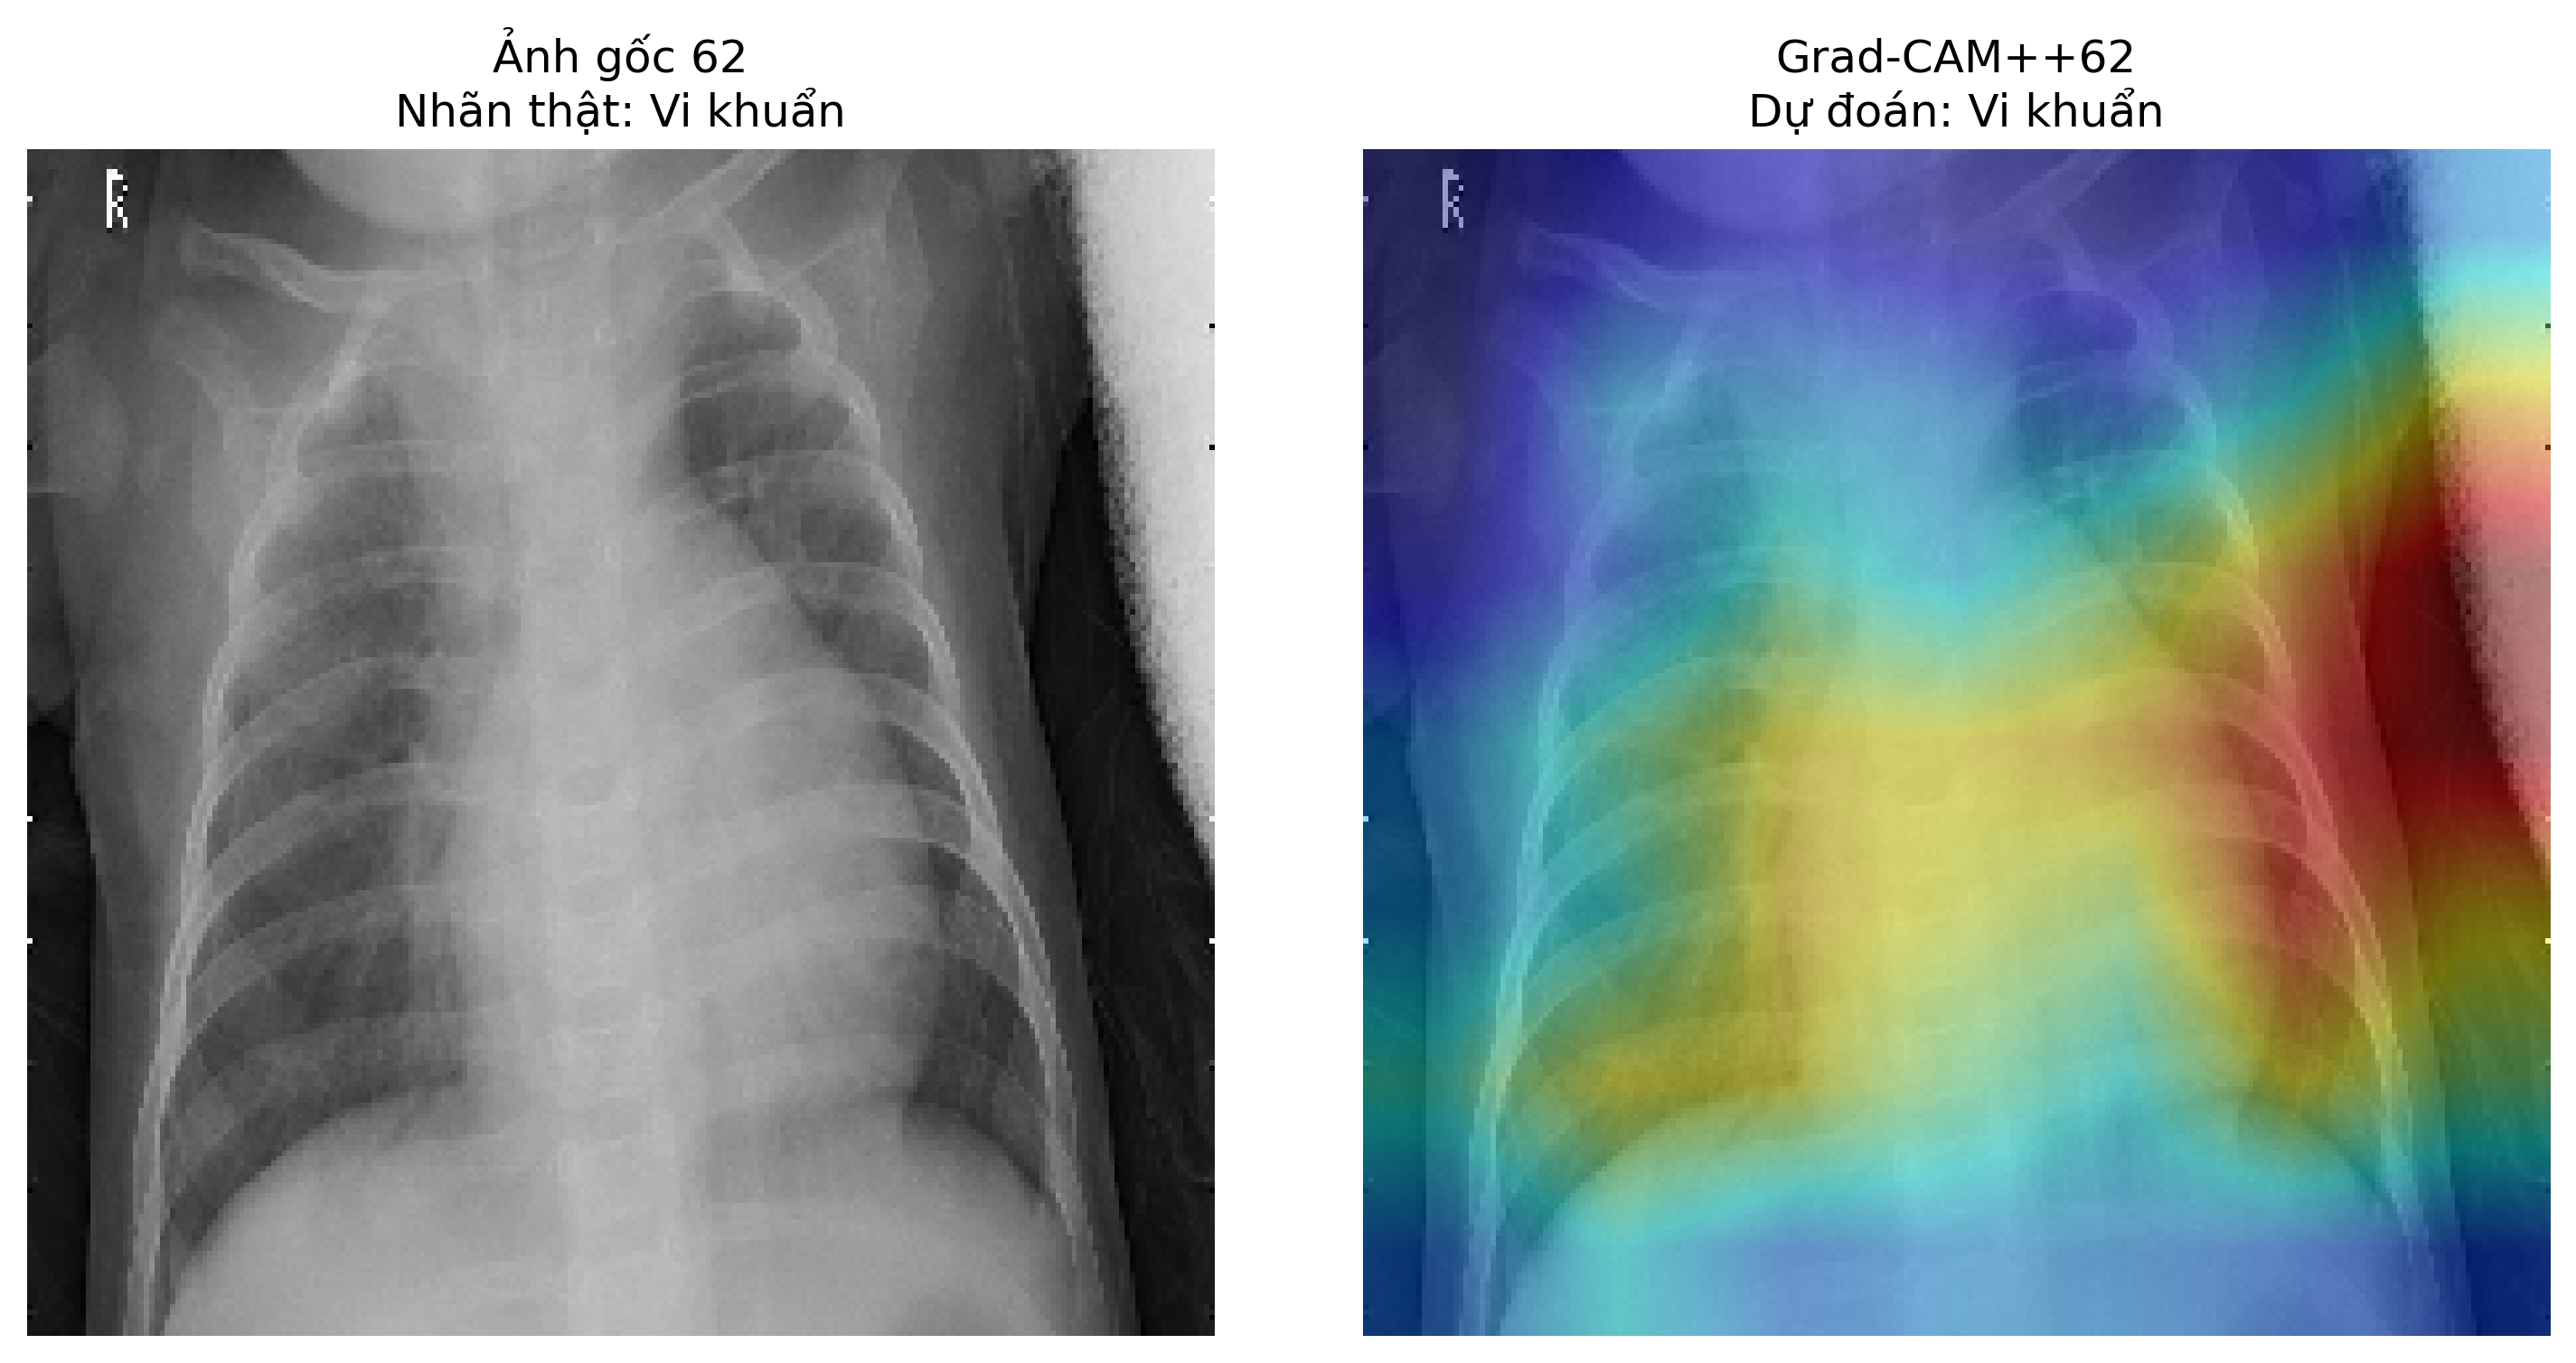 Ảnh gốc 62
Nhãn thật: Vi khuẩn
Grad-CAM++62
Dự đoán: Vi khuẩn
R
R